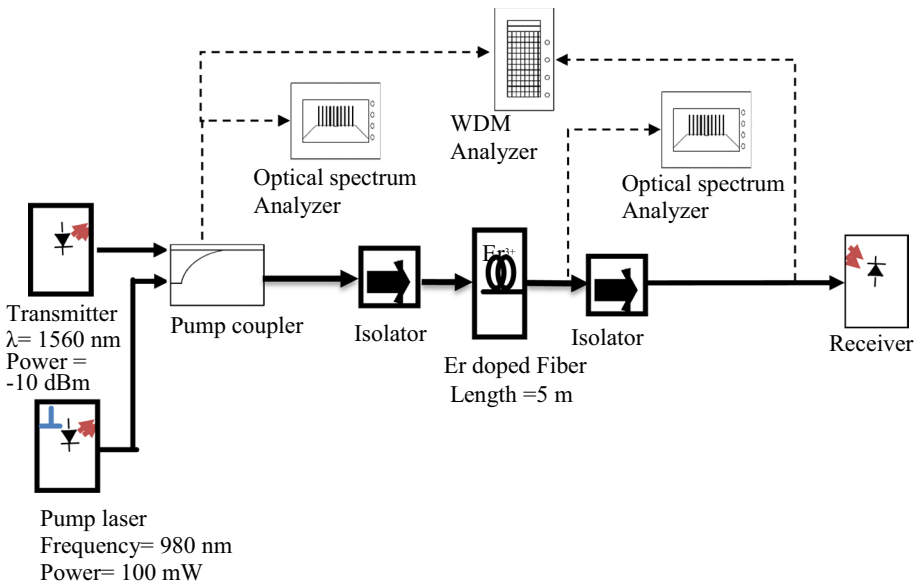 WDM
Analyzer
Optical spectrum
Analyzer
Optical spectrum
Analyzer
Er³⁺
Transmitter
λ= 1560 nm
Power =
-10 dBm
Pump coupler
Isolator
Er doped Fiber
Length =5 m
Isolator
Receiver
Pump laser
Frequency= 980 nm
Power= 100 mW